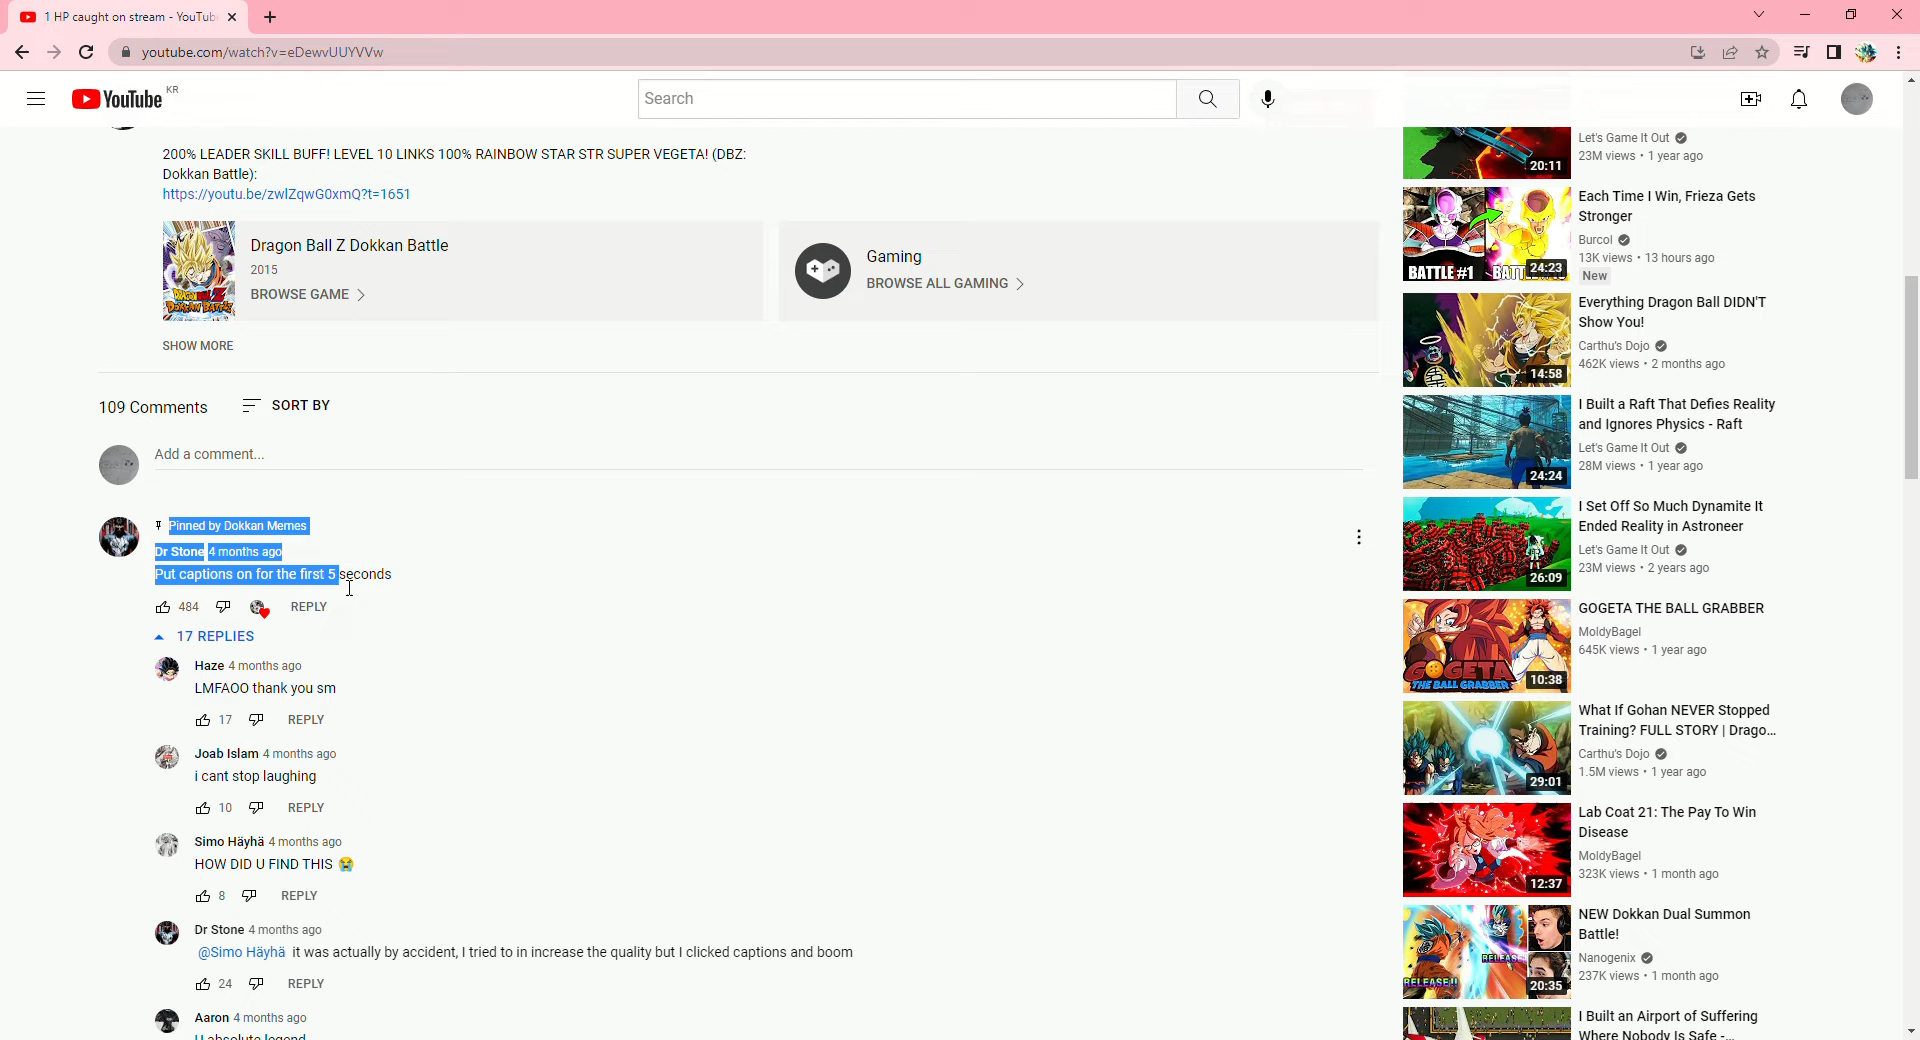 1 HP caught on stream - YouTub
youtube.com/watch?v=eDewvUUYVVw
YouTube KR
Search
200% LEADER SKILL BUFF! LEVEL 10 LINKS 100% RAINBOW STAR STR SUPER VEGETA! (DBZ:
Dokkan Battle):
https://youtu.be/zwlZqwG0xmQ?t=1651
Dragon Ball Z Dokkan Battle
2015
BROWSE GAME
Gaming
BROWSE ALL GAMING
SHOW MORE
109 Comments
SORT BY
Add a comment...
Pinned by Dokkan Memes
Dr Stone 4 months ago
Put captions on for the first 5 seconds
484 REPLY
17 REPLIES
Haze 4 months ago
LMFAOO thank you sm
17 REPLY
Joab Islam 4 months ago
i cant stop laughing
10 REPLY
Simo Häyhä 4 months ago
HOW DID U FIND THIS 😭
8 REPLY
Dr Stone 4 months ago
@Simo Häyhä it was actually by accident, I tried to in increase the quality but I clicked captions and boom
24 REPLY
Aaron 4 months ago
U absolute legend
20:11
Let's Game It Out
23M views • 1 year ago
BATTLE #1
24:23
Each Time I Win, Frieza Gets
Stronger
Burcol
13K views • 13 hours ago
New
14:58
Everything Dragon Ball DIDN'T
Show You!
Carthu's Dojo
462K views • 2 months ago
24:24
I Built a Raft That Defies Reality
and Ignores Physics - Raft
Let's Game It Out
28M views • 1 year ago
26:09
I Set Off So Much Dynamite It
Ended Reality in Astroneer
Let's Game It Out
23M views • 2 years ago
GOGETA
THE BALL GRABBER
10:38
GOGETA THE BALL GRABBER
MoldyBagel
645K views • 1 year ago
29:01
What If Gohan NEVER Stopped
Training? FULL STORY | Drago...
Carthu's Dojo
1.5M views • 1 year ago
12:37
Lab Coat 21: The Pay To Win
Disease
MoldyBagel
323K views • 1 month ago
RELEASE!!
20:35
NEW Dokkan Dual Summon
Battle!
Nanogenix
237K views • 1 month ago
I Built an Airport of Suffering
Where Nobody Is Safe -...